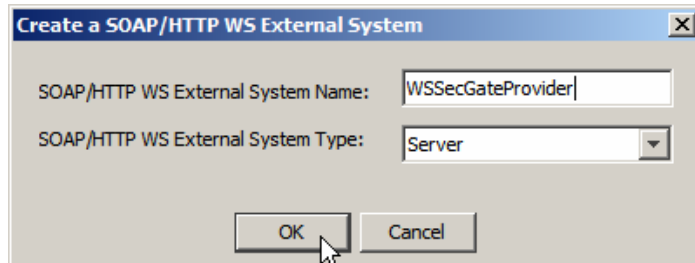 Create a SOAP/HTTP WS External System
SOAP/HTTP WS External System Name: WSSecGateProvider
SOAP/HTTP WS External System Type: Server
OK Cancel